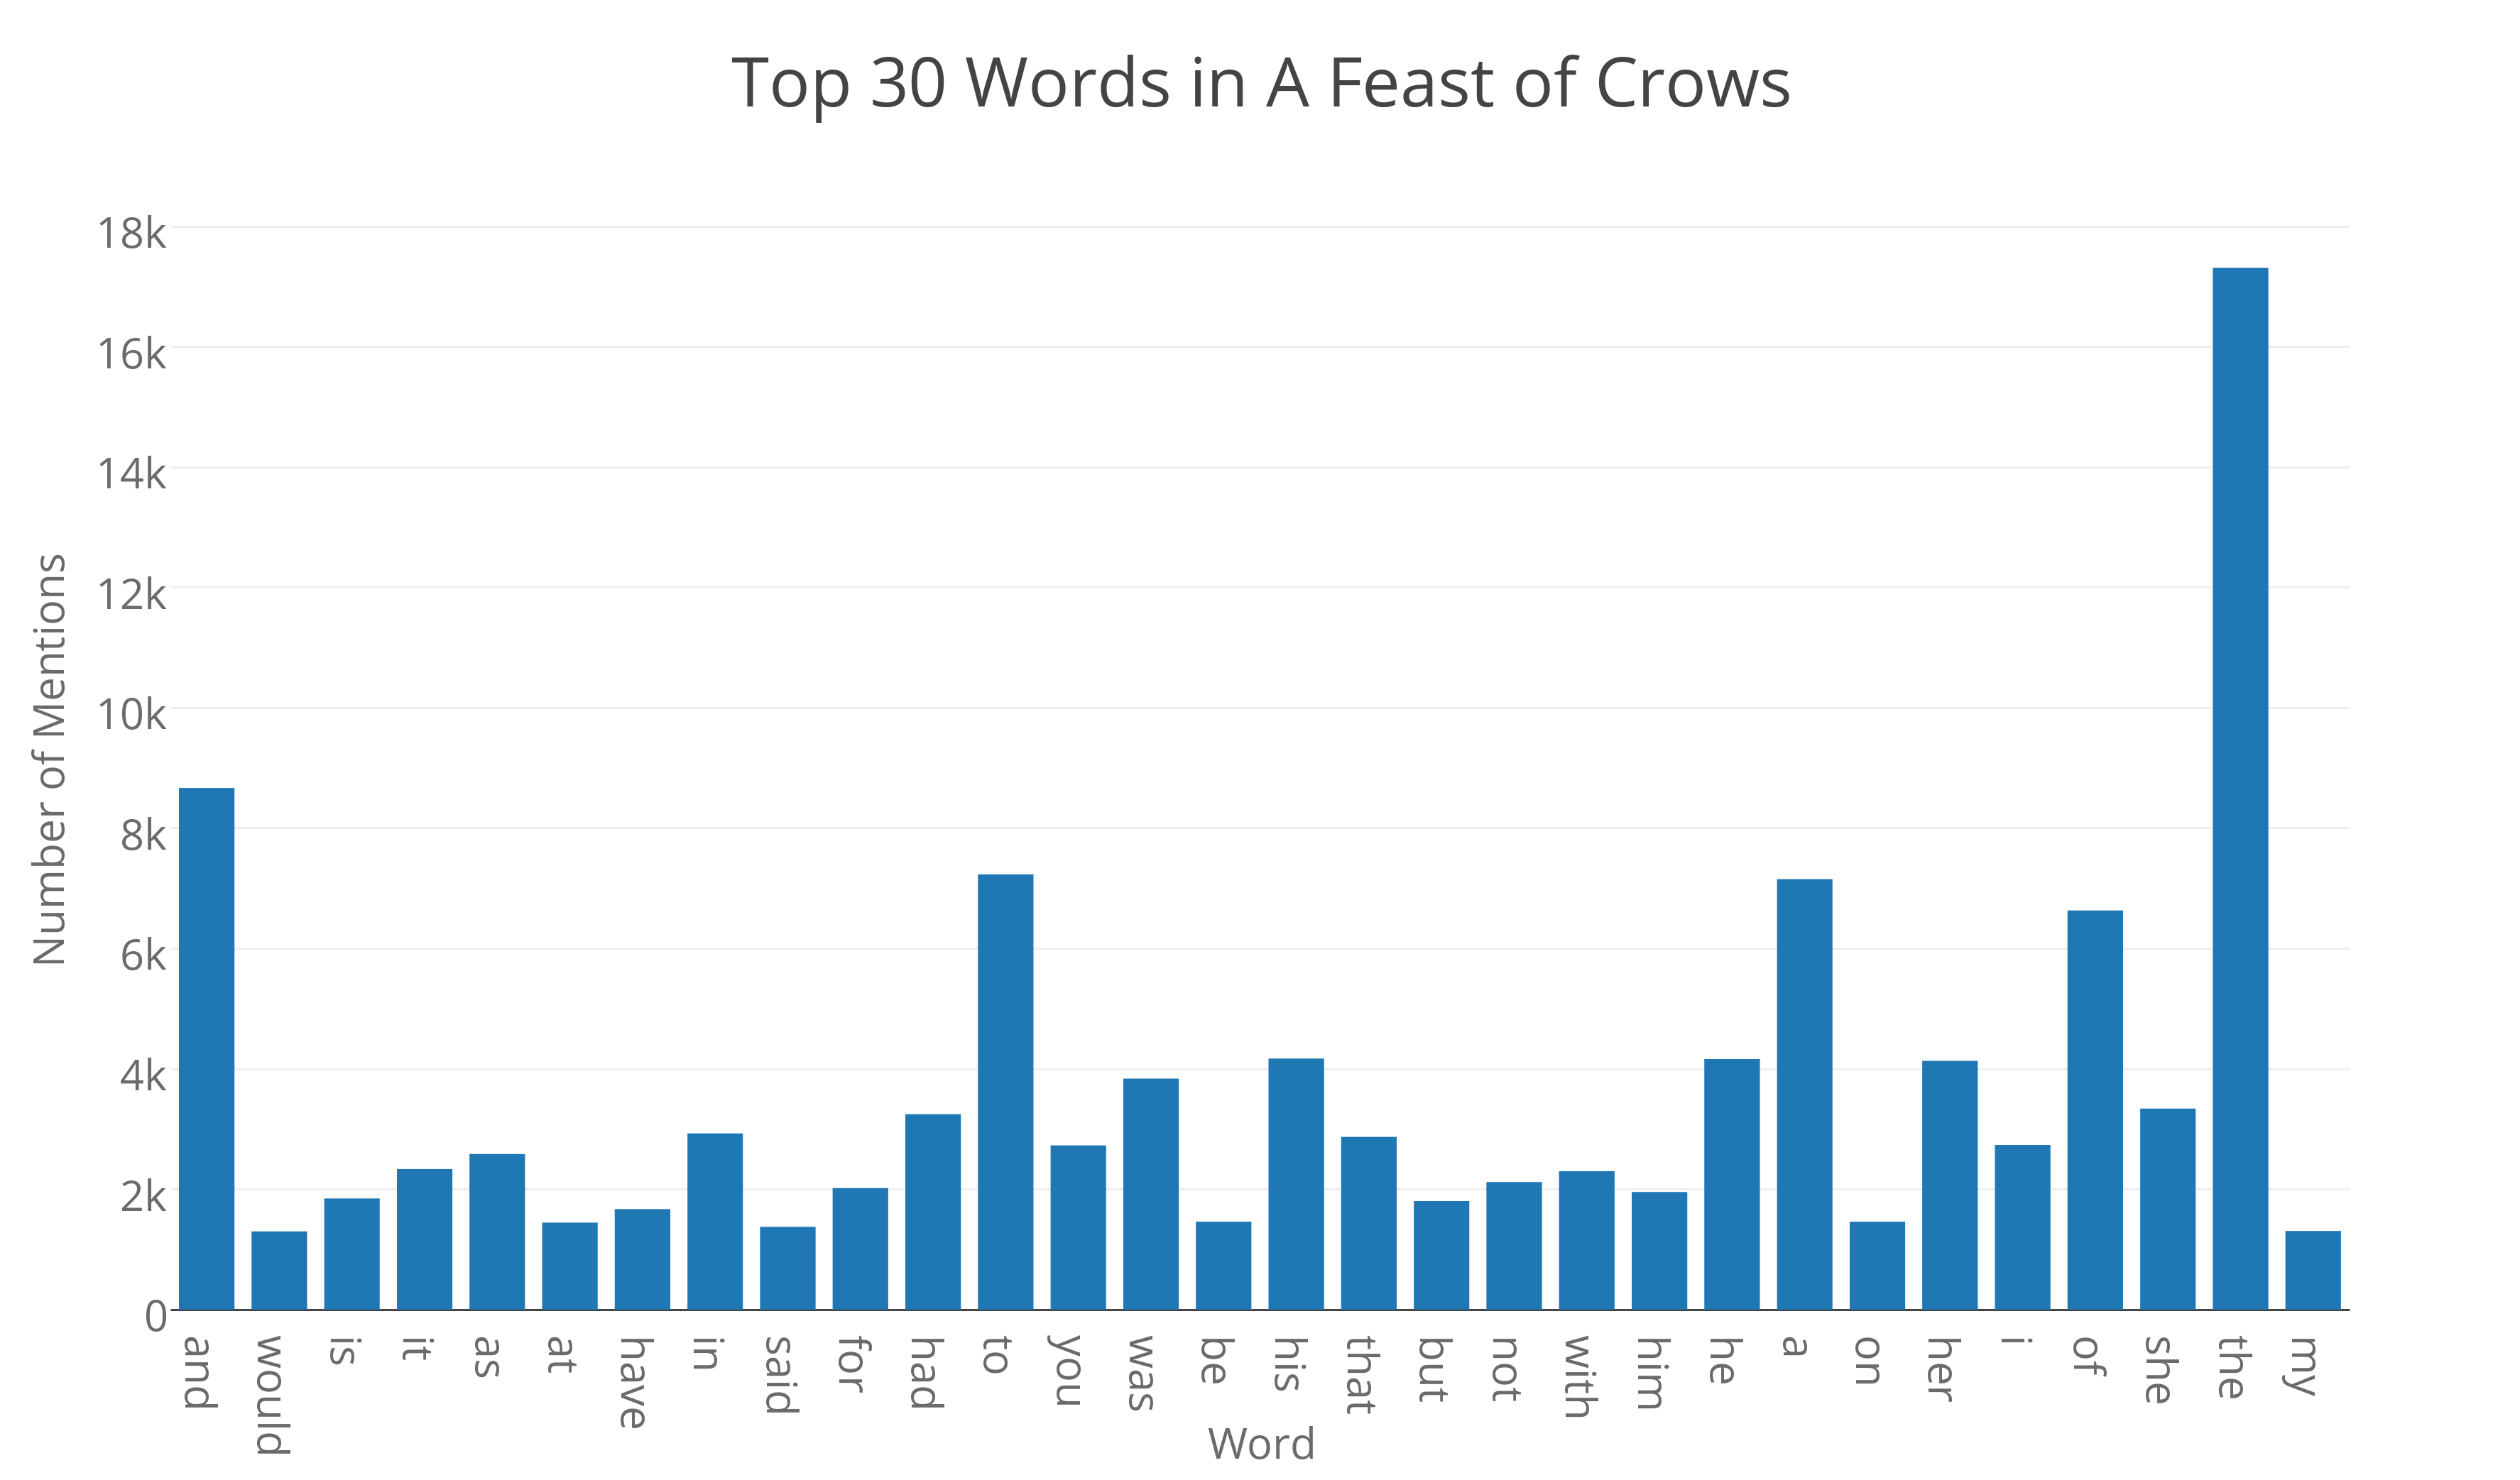 Top 30 Words in A Feast of Crows
18k
16k
14k
12k
10k
8k
6k
4k
2k
0
Number of Mentions
and
would
is
it
as
at
have
in
said
for
had
to
you
was
be
his
that
but
not
with
him
he
a
on
her
i
of
she
the
my
Word